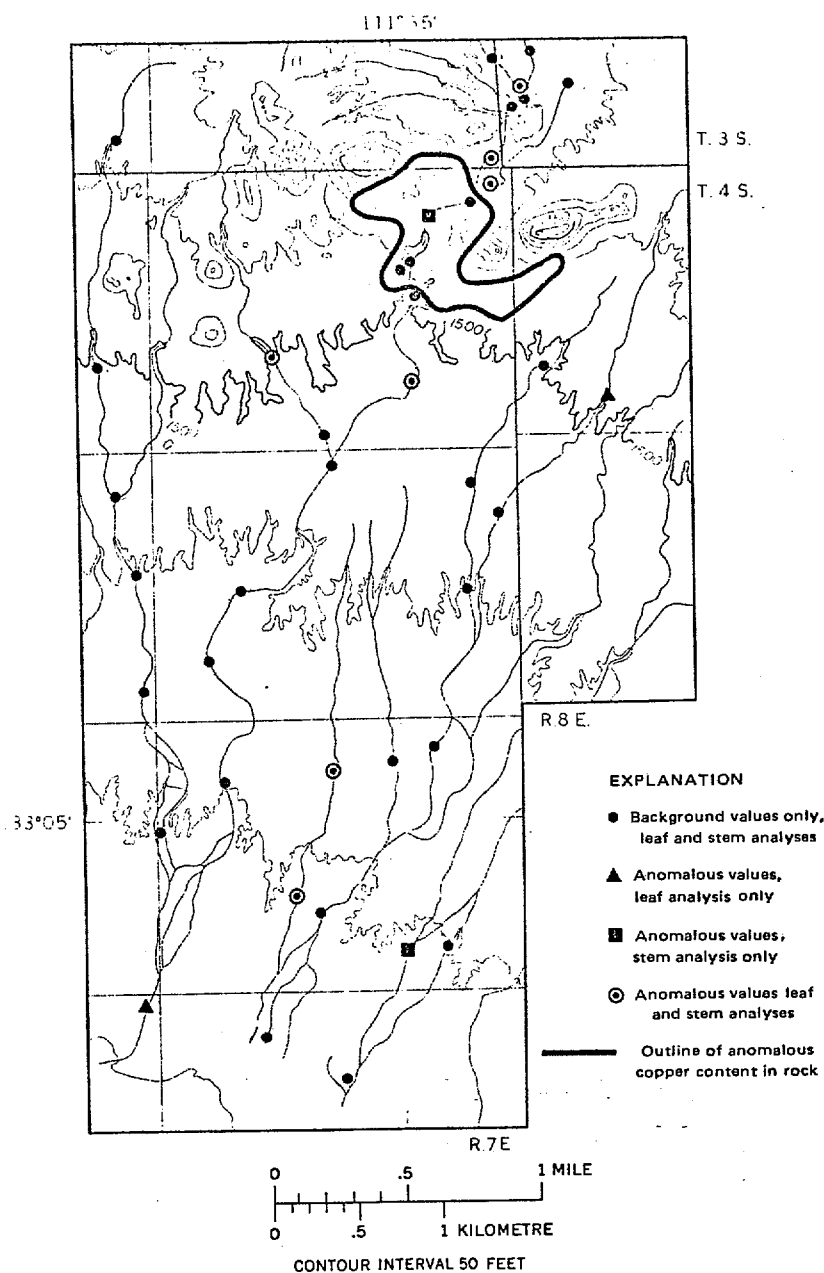 111°55'
T. 3 S.
T. 4 S.
1500
1500
1500
R.8 E.
33°05'
EXPLANATION
Background values only,
leaf and stem analyses
Anomalous values,
leaf analysis only
Anomalous values,
stem analysis only
Anomalous values leaf
and stem analyses
Outline of anomalous
copper content in rock
R.7E
0 .5 1 MILE
0 .5 1 KILOMETRE
CONTOUR INTERVAL 50 FEET